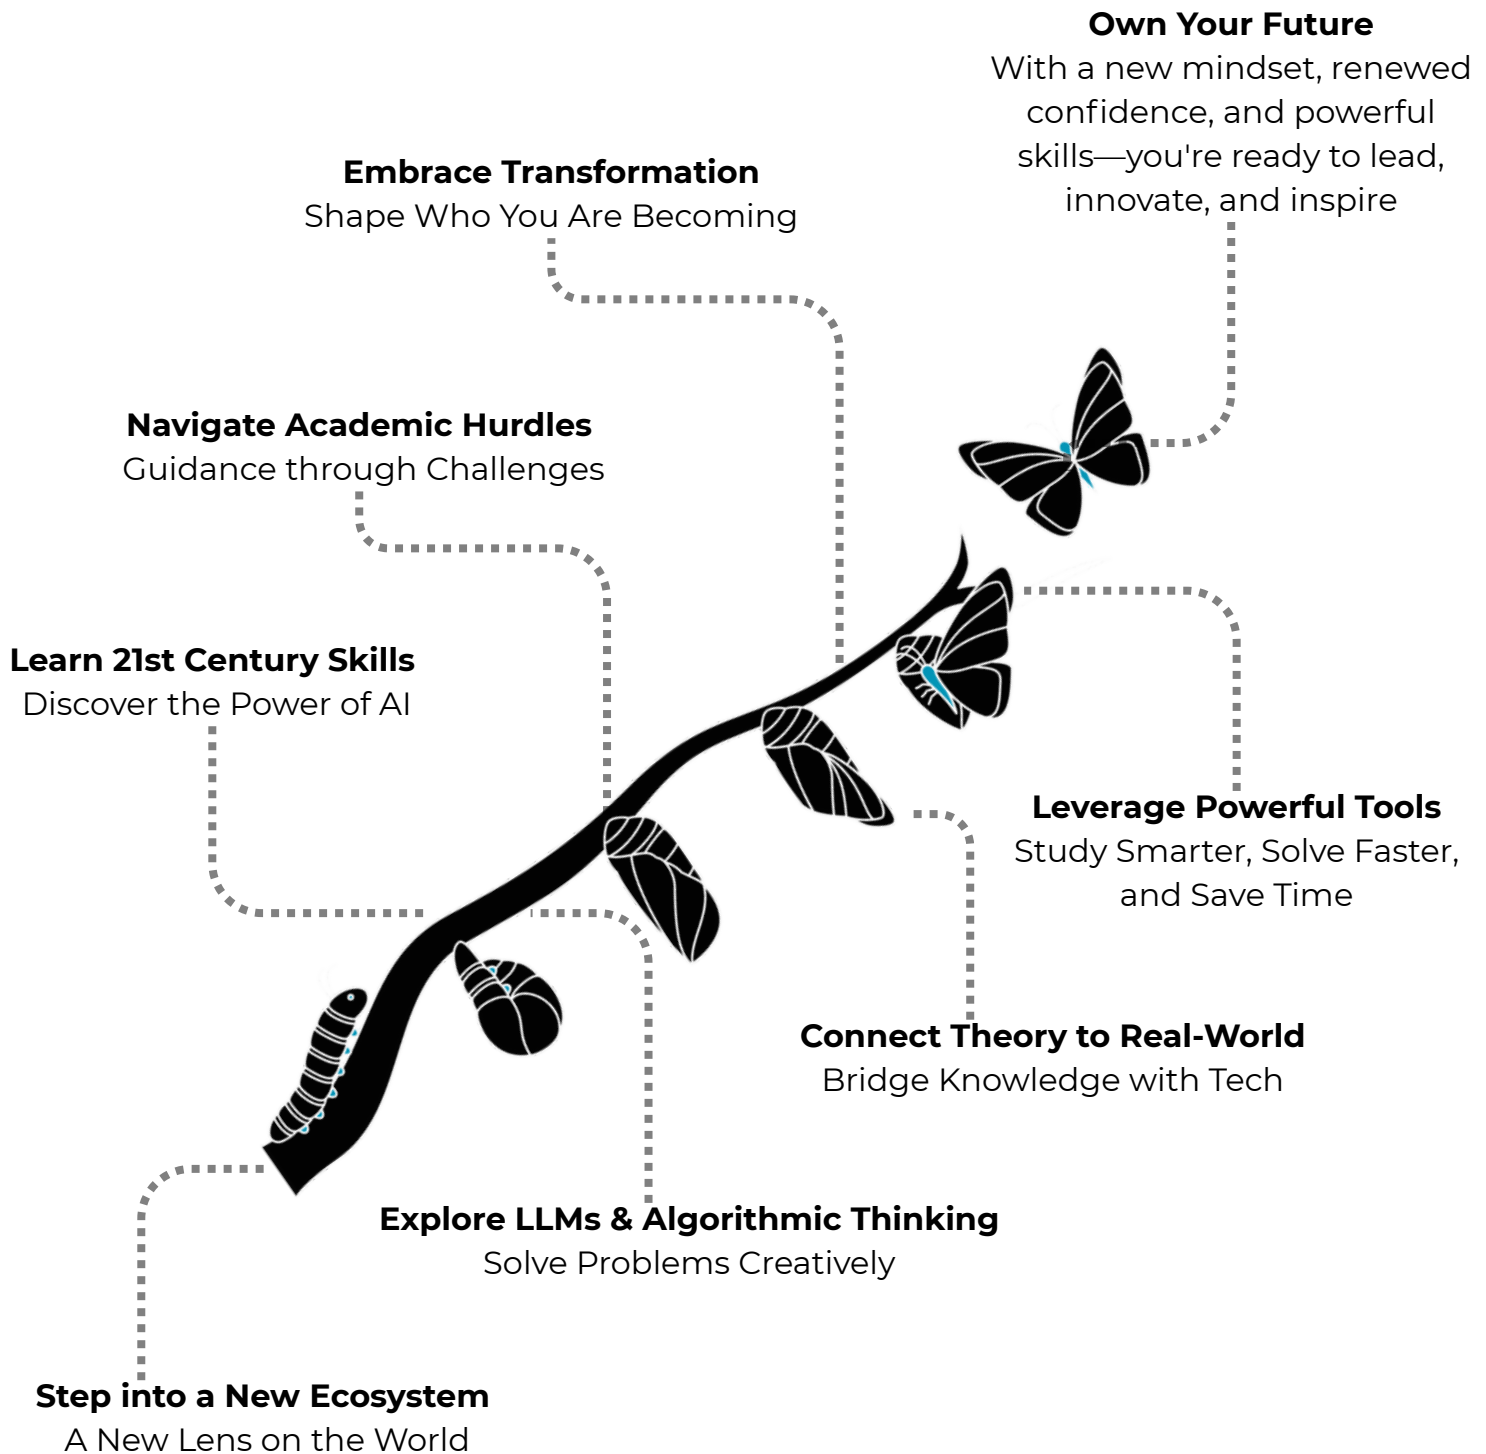 Own Your Future
With a new mindset, renewed
confidence, and powerful
skills—you're ready to lead,
innovate, and inspire
Embrace Transformation
Shape Who You Are Becoming
Navigate Academic Hurdles
Guidance through Challenges
Learn 21st Century Skills
Discover the Power of AI
Leverage Powerful Tools
Study Smarter, Solve Faster,
and Save Time
Connect Theory to Real-World
Bridge Knowledge with Tech
Explore LLMs & Algorithmic Thinking
Solve Problems Creatively
Step into a New Ecosystem
A New Lens on the World